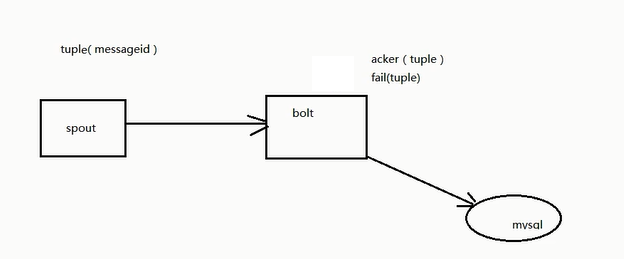 tuple( messageid )
acker ( tuple )
fail(tuple)
bolt
spout
mysql